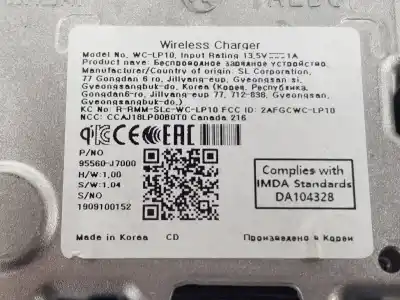 Wireless Charger
Model No. WC-LP10, Input Rating 13.5V⎓1A
Product name: Беспроводное зарядное устройство
Manufacturer/Country of origin: SL Corporation,
77 Gongdan 6 ro, Jillyang-eup, Gyeongsan si,
Gyeongsangbuk-do, Korea (Корея, Республика,
Gongdan6-ro, Jillyang-eup 77, 712-838, Gyeongsan,
Gyeongsangbuk-do.)
KC No: R-RMM-SLc-WC-LP10 FCC ID: 2AFGCWC-LP10
NCC: CCAJ18LP00B0T0 Canada 216
CE EAC
P/NO
95560-J7000
H/W:1.00
S/W:1.04
S/NO
1909100152
Complies with
IMDA Standards
DA104328
Made in Korea CD Произведено в Корее